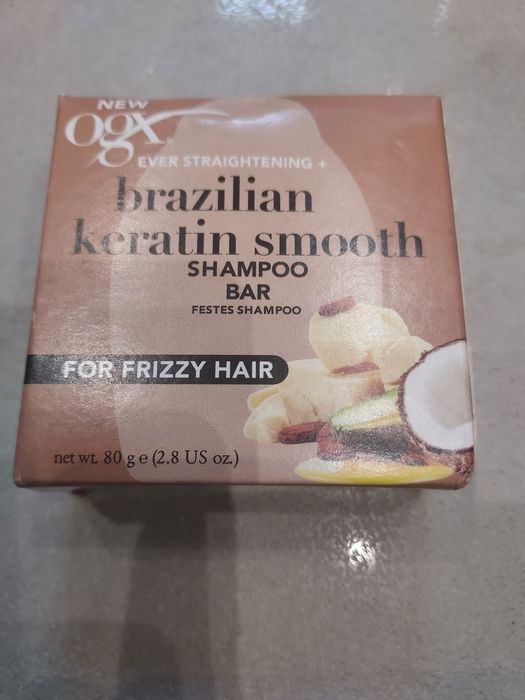 NEW
ogx®
EVER STRAIGHTENING +
brazilian
keratin smooth
SHAMPOO
BAR
FESTES SHAMPOO
FOR FRIZZY HAIR
net wt. 80 g e (2.8 US oz.)